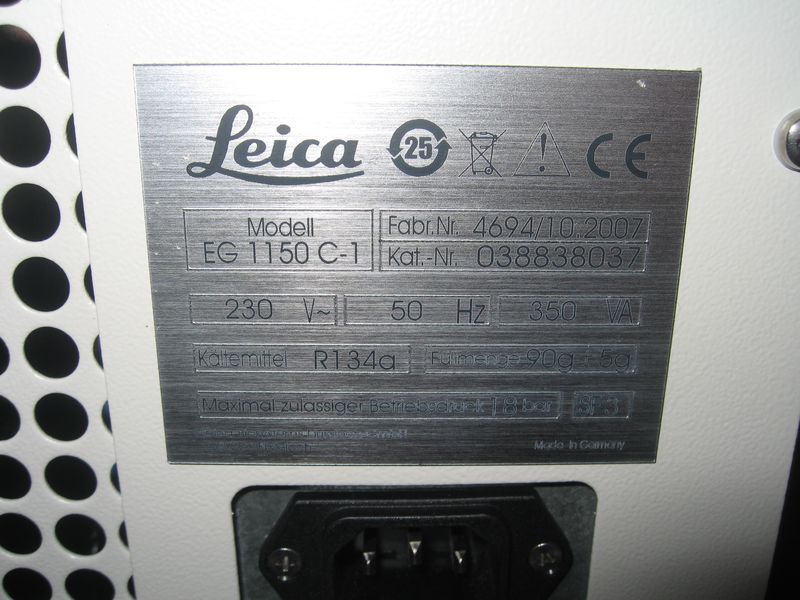 Leica 25 CE
Modell
EG 1150 C-1
Fabr.Nr. 4694/10.2007
Kat.-Nr. 038838037
230 V~ 50 Hz 350 VA
Kältemittel R134a Füllmenge 90g 5g
Maximal zulässiger Betriebsdruck 18 bar
Made in Germany